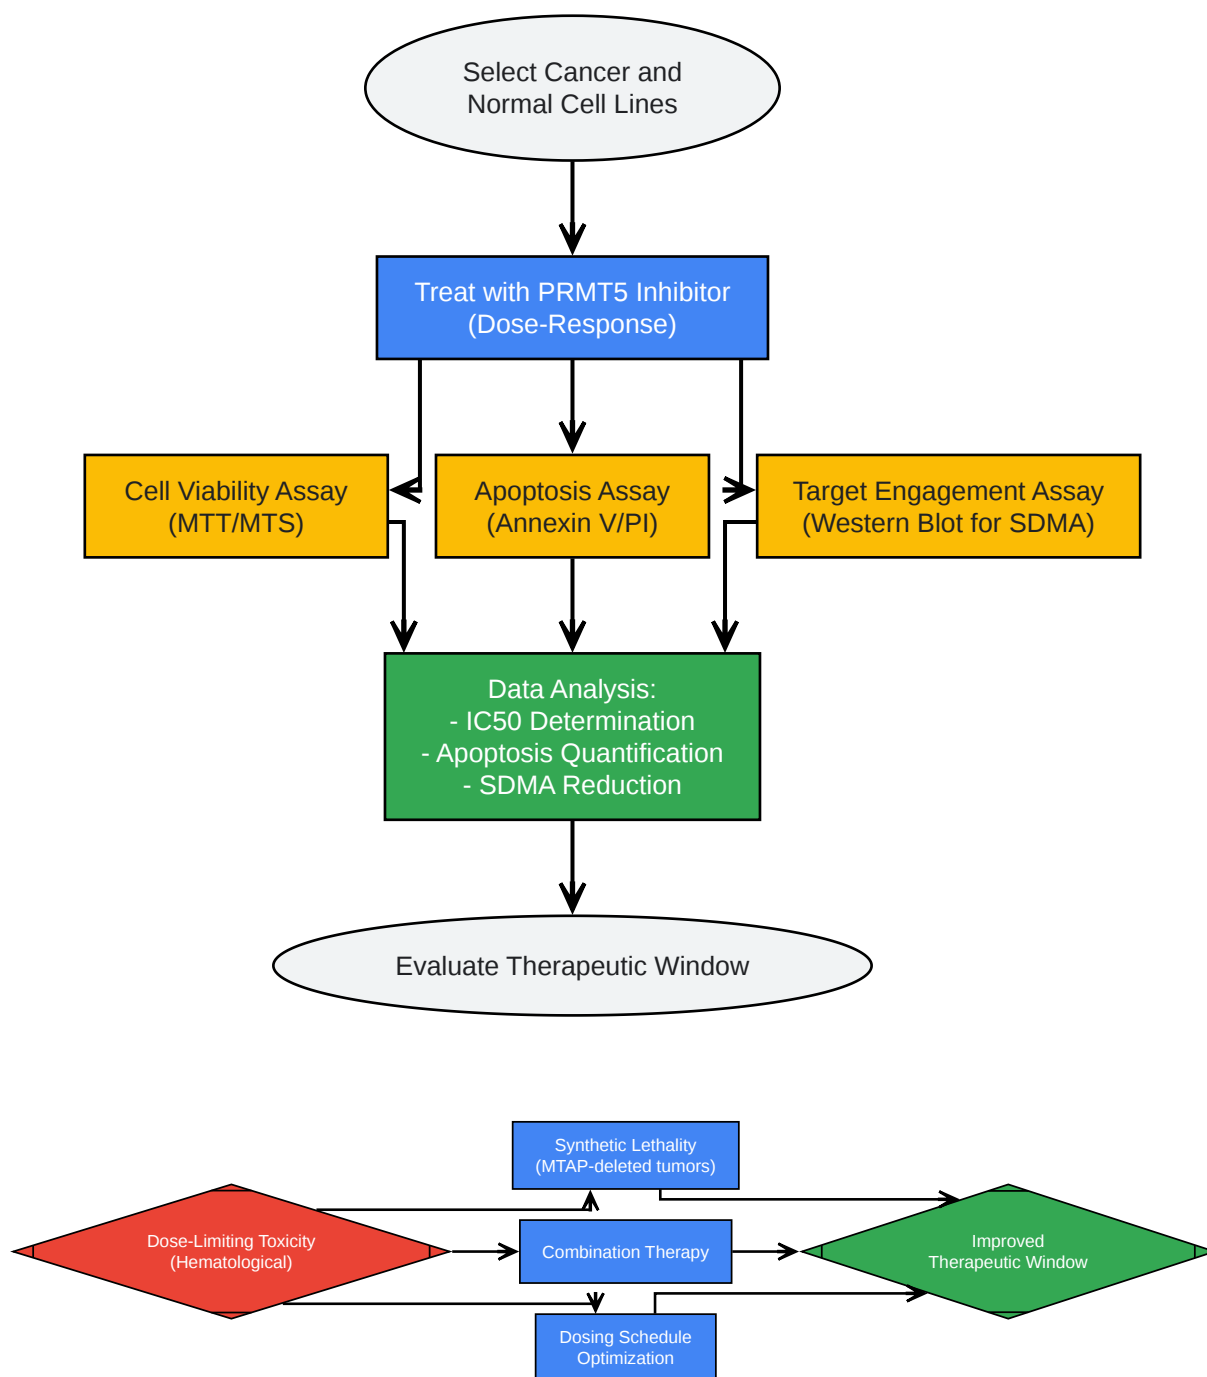 Select Cancer and
Normal Cell Lines
Treat with PRMT5 Inhibitor
(Dose-Response)
Cell Viability Assay
(MTT/MTS)
Apoptosis Assay
(Annexin V/PI)
Target Engagement Assay
(Western Blot for SDMA)
Data Analysis:
- IC50 Determination
- Apoptosis Quantification
- SDMA Reduction
Evaluate Therapeutic Window
Synthetic Lethality
(MTAP-deleted tumors)
Dose-Limiting Toxicity
(Hematological)
Combination Therapy
Improved
Therapeutic Window
Dosing Schedule
Optimization